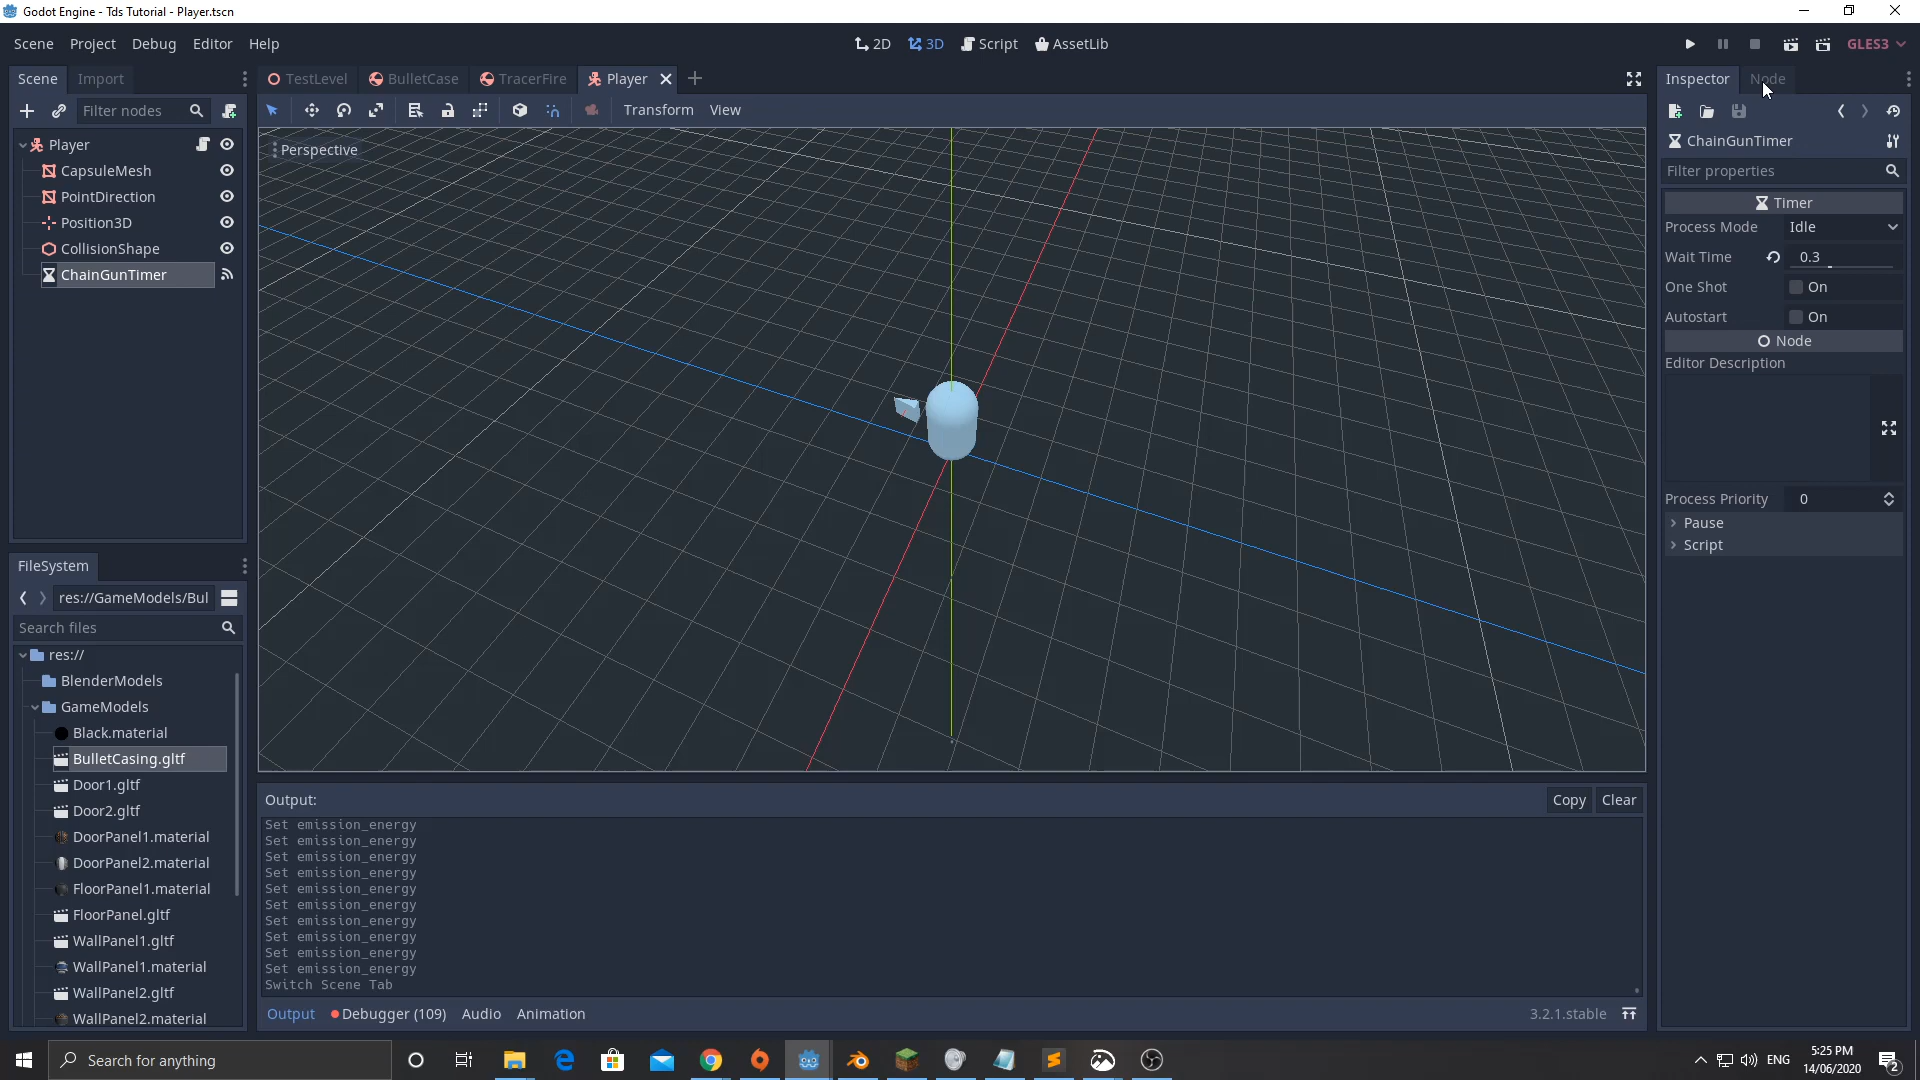 Godot Engine - Tds Tutorial - Player.tscn
Scene Project Debug Editor Help
2D 3D Script AssetLib
GLES3
Scene Import
TestLevel BulletCase TracerFire Player
Inspector Node
Filter nodes
Transform View
Perspective
Player
CapsuleMesh
PointDirection
Position3D
CollisionShape
ChainGunTimer
ChainGunTimer
Filter properties
Timer
Process Mode Idle
Wait Time 0.3
One Shot On
Autostart On
Node
Editor Description
Process Priority 0
Pause
Script
FileSystem
res://GameModels/Bul
Search files
res://
BlenderModels
GameModels
Black.material
BulletCasing.gltf
Door1.gltf
Door2.gltf
DoorPanel1.material
DoorPanel2.material
FloorPanel1.material
FloorPanel.gltf
WallPanel1.gltf
WallPanel1.material
WallPanel2.gltf
WallPanel2.material
Output: Copy Clear
Set emission_energy
Set emission_energy
Set emission_energy
Set emission_energy
Set emission_energy
Set emission_energy
Set emission_energy
Set emission_energy
Set emission_energy
Set emission_energy
Switch Scene Tab
Output Debugger (109) Audio Animation 3.2.1.stable
Search for anything
ENG
5:25 PM
14/06/2020
2